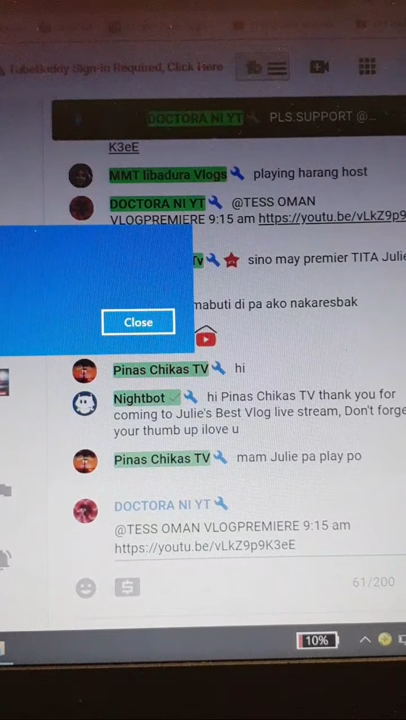 TubeBuddy Sign-in Required, Click Here
DOCTORA NI YT PLS.SUPPORT @...
K3eE
MMT libadura Vlogs playing harang host
DOCTORA NI YT @TESS OMAN
VLOGPREMIERE 9:15 am https://youtu.be/vLkZ9p9
Tv sino may premier TITA Julie
mabuti di pa ako nakaresbak
Close
Pinas Chikas TV hi
Nightbot hi Pinas Chikas TV thank you for
coming to Julie's Best Vlog live stream, Don't forge
your thumb up ilove u
Pinas Chikas TV mam Julie pa play po
DOCTORA NI YT
@TESS OMAN VLOGPREMIERE 9:15 am
https://youtu.be/vLkZ9p9K3eE
61/200
10%